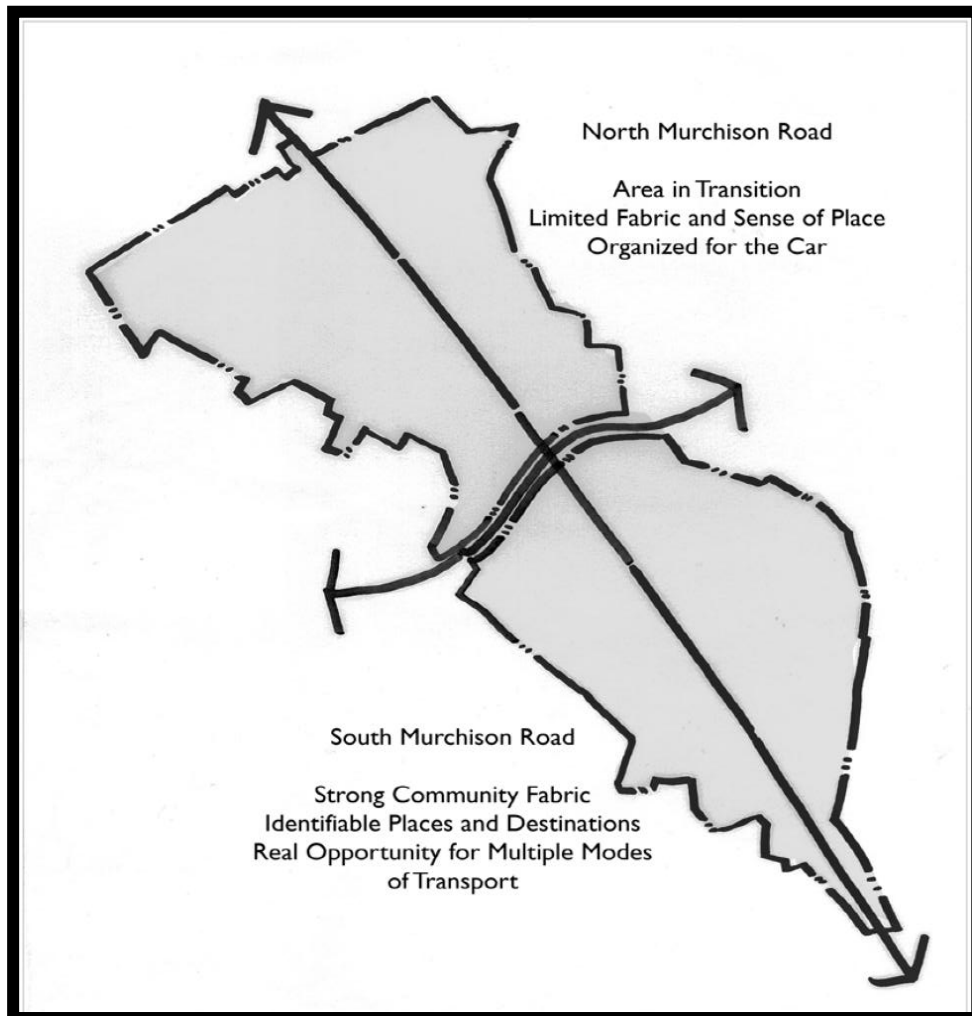 North Murchison Road
Area in Transition
Limited Fabric and Sense of Place
Organized for the Car
South Murchison Road
Strong Community Fabric
Identifiable Places and Destinations
Real Opportunity for Multiple Modes
of Transport